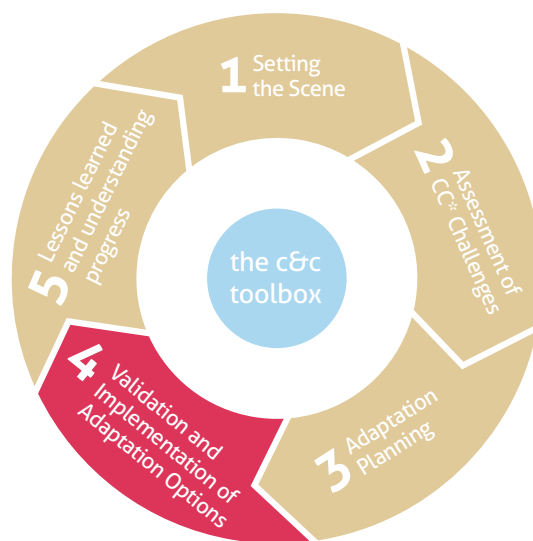 1 Setting
the Scene
2 Assessment of
CC* Challenges
3 Adaptation
Planning
4 Validation and
Implementation of
Adaptation Options
5 Lessons learned
and understanding
progress
the c&c
toolbox